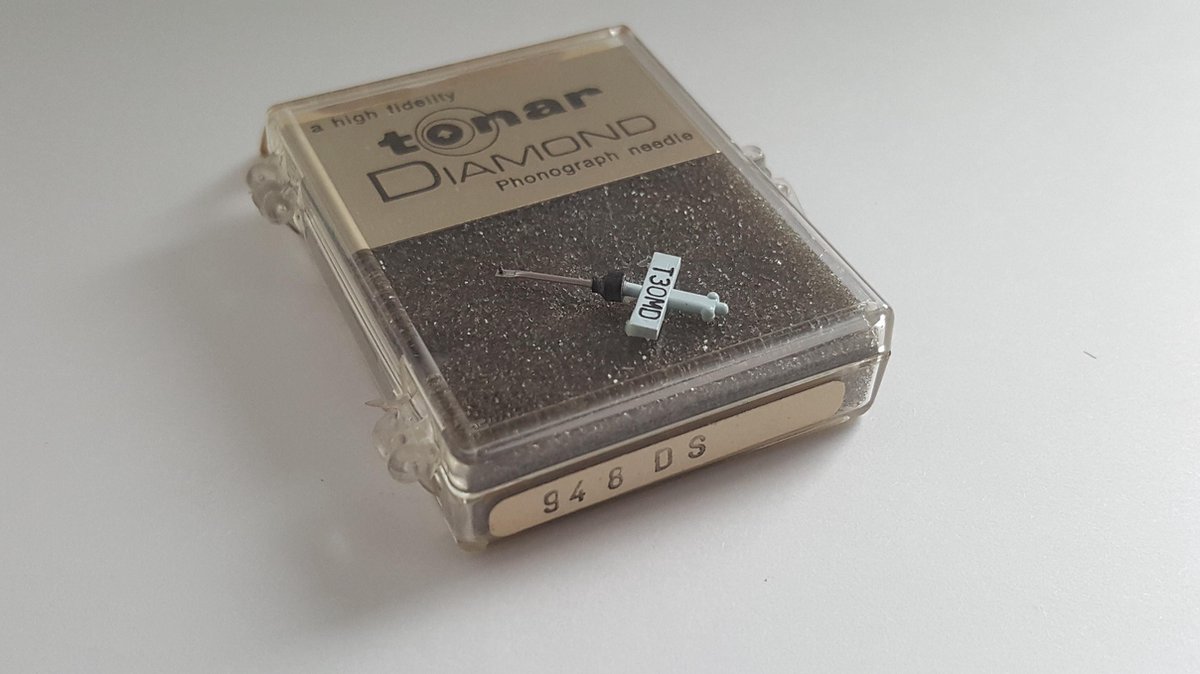 a high fidelity
tonar
DIAMOND
Phonograph needle
T30MD
948 DS